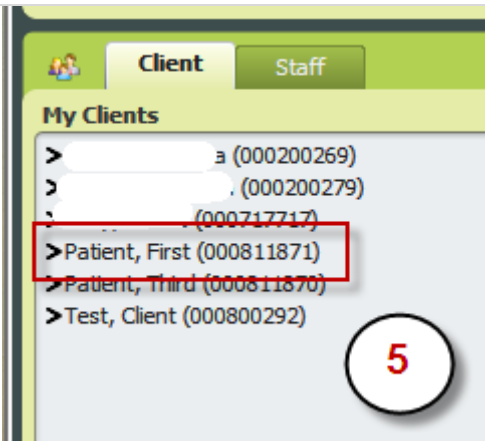 Client Staff
My Clients
>a (000200269)
>. (000200279)
(000717717)
>Patient, First (000811871)
>Patient, Third (000811870)
>Test, Client (000800292)
5